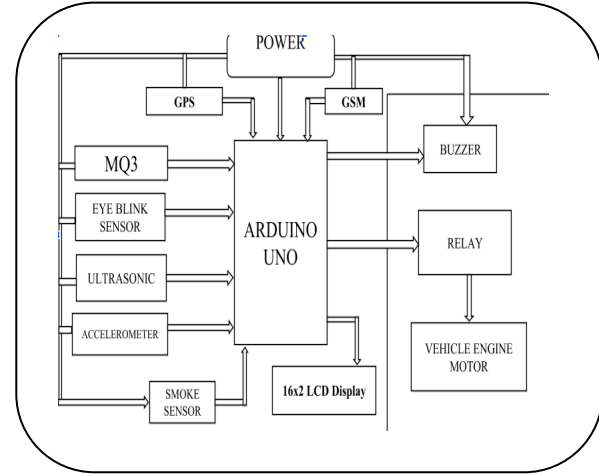 POWER
GPS
GSM
MQ3
BUZZER
EYE BLINK
SENSOR
ARDUINO
UNO
RELAY
ULTRASONIC
ACCELEROMETER
VEHICLE ENGINE
MOTOR
SMOKE
SENSOR
16x2 LCD Display